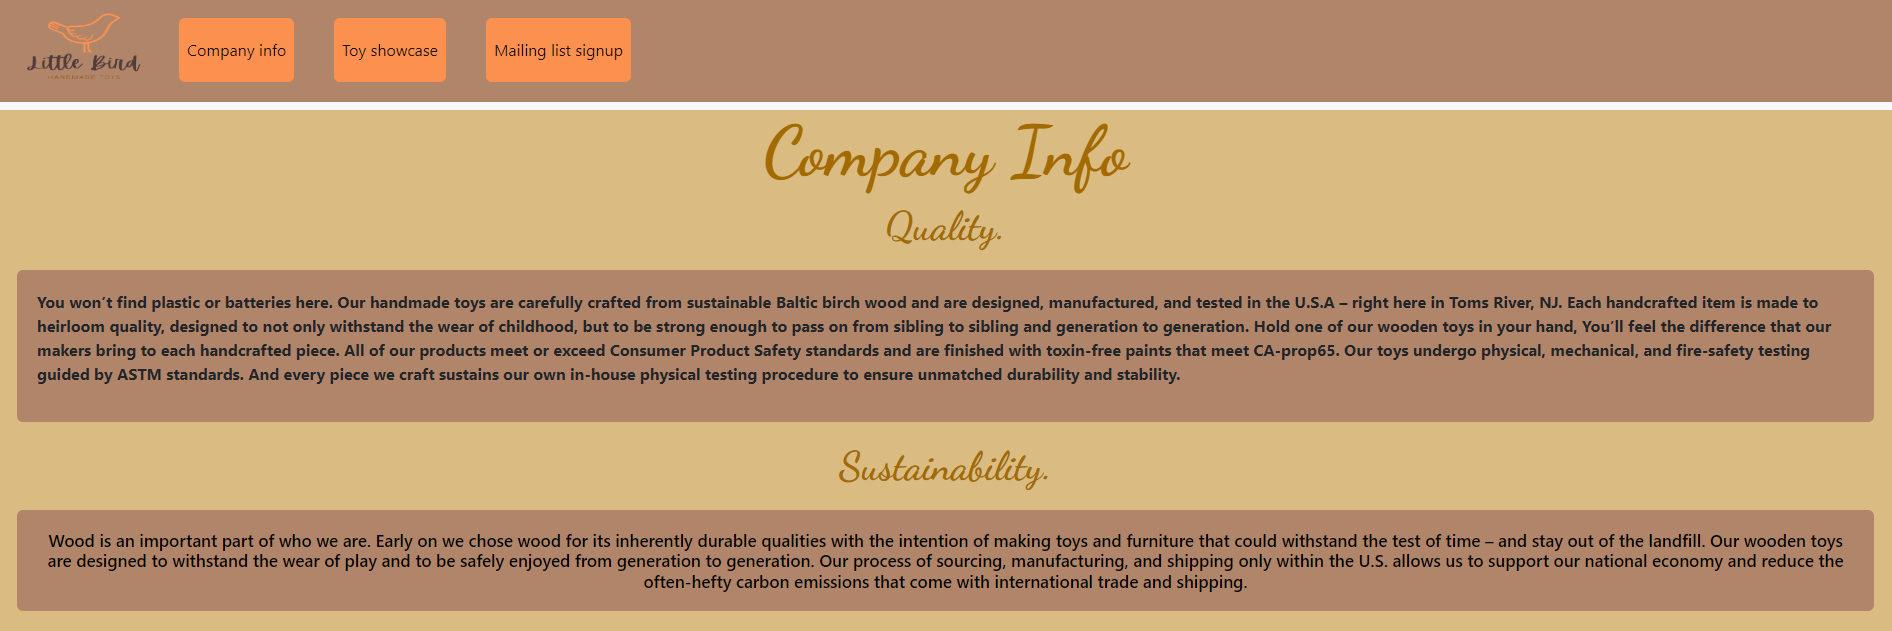 Little Bird
HANDMADE TOYS
Company info
Toy showcase
Mailing list signup
Company Info
Quality.
You won’t find plastic or batteries here. Our handmade toys are carefully crafted from sustainable Baltic birch wood and are designed, manufactured, and tested in the U.S.A – right here in Toms River, NJ. Each handcrafted item is made to
heirloom quality, designed to not only withstand the wear of childhood, but to be strong enough to pass on from sibling to sibling and generation to generation. Hold one of our wooden toys in your hand, You’ll feel the difference that our
makers bring to each handcrafted piece. All of our products meet or exceed Consumer Product Safety standards and are finished with toxin-free paints that meet CA-prop65. Our toys undergo physical, mechanical, and fire-safety testing
guided by ASTM standards. And every piece we craft sustains our own in-house physical testing procedure to ensure unmatched durability and stability.
Sustainability.
Wood is an important part of who we are. Early on we chose wood for its inherently durable qualities with the intention of making toys and furniture that could withstand the test of time – and stay out of the landfill. Our wooden toys
are designed to withstand the wear of play and to be safely enjoyed from generation to generation. Our process of sourcing, manufacturing, and shipping only within the U.S. allows us to support our national economy and reduce the
often-hefty carbon emissions that come with international trade and shipping.